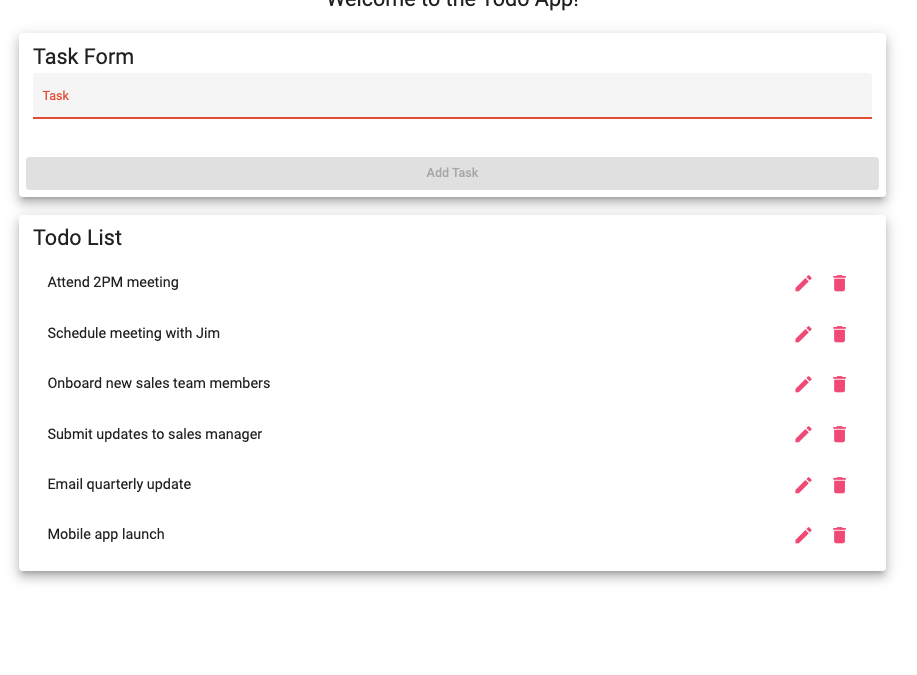 Welcome to the Todo App!
Task Form
Task
Add Task
Todo List
Attend 2PM meeting
Schedule meeting with Jim
Onboard new sales team members
Submit updates to sales manager
Email quarterly update
Mobile app launch